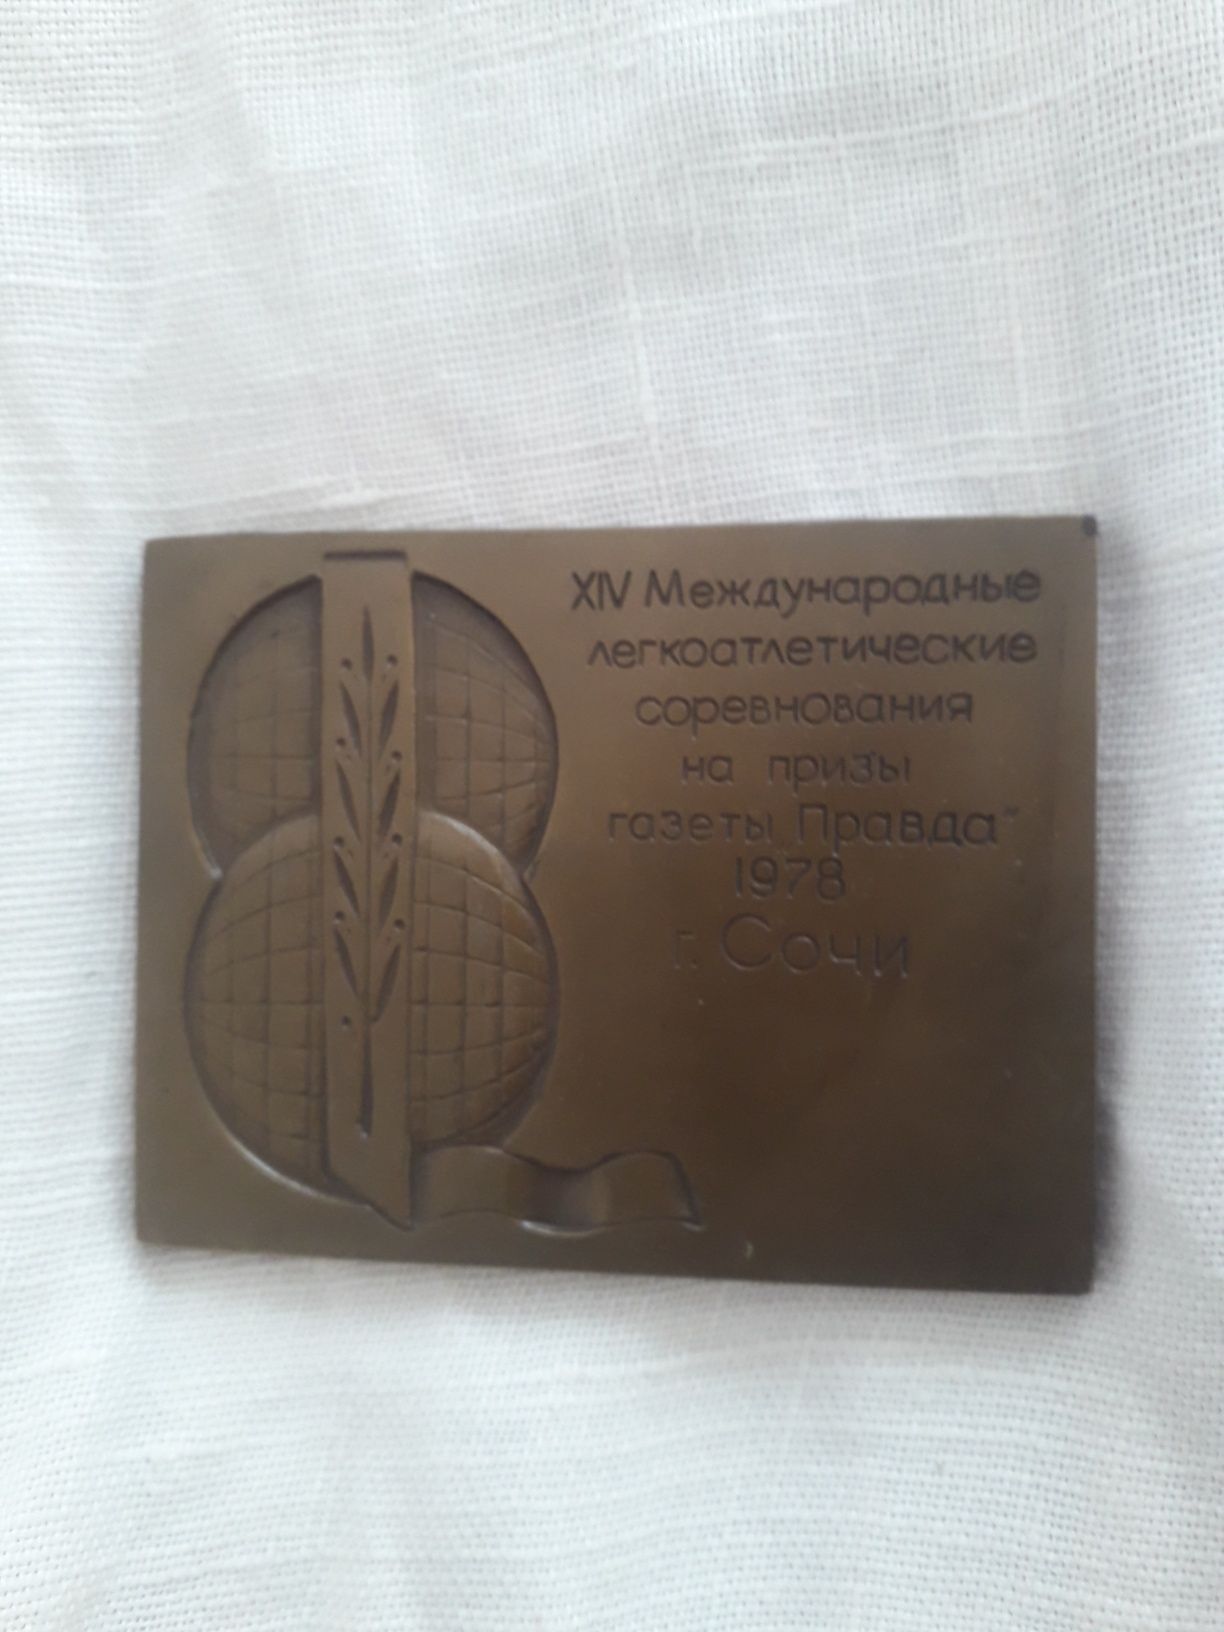 XIV Международные
легкоатлетические
соревнования
на призы
газеты „Правда"
1978
г. Сочи